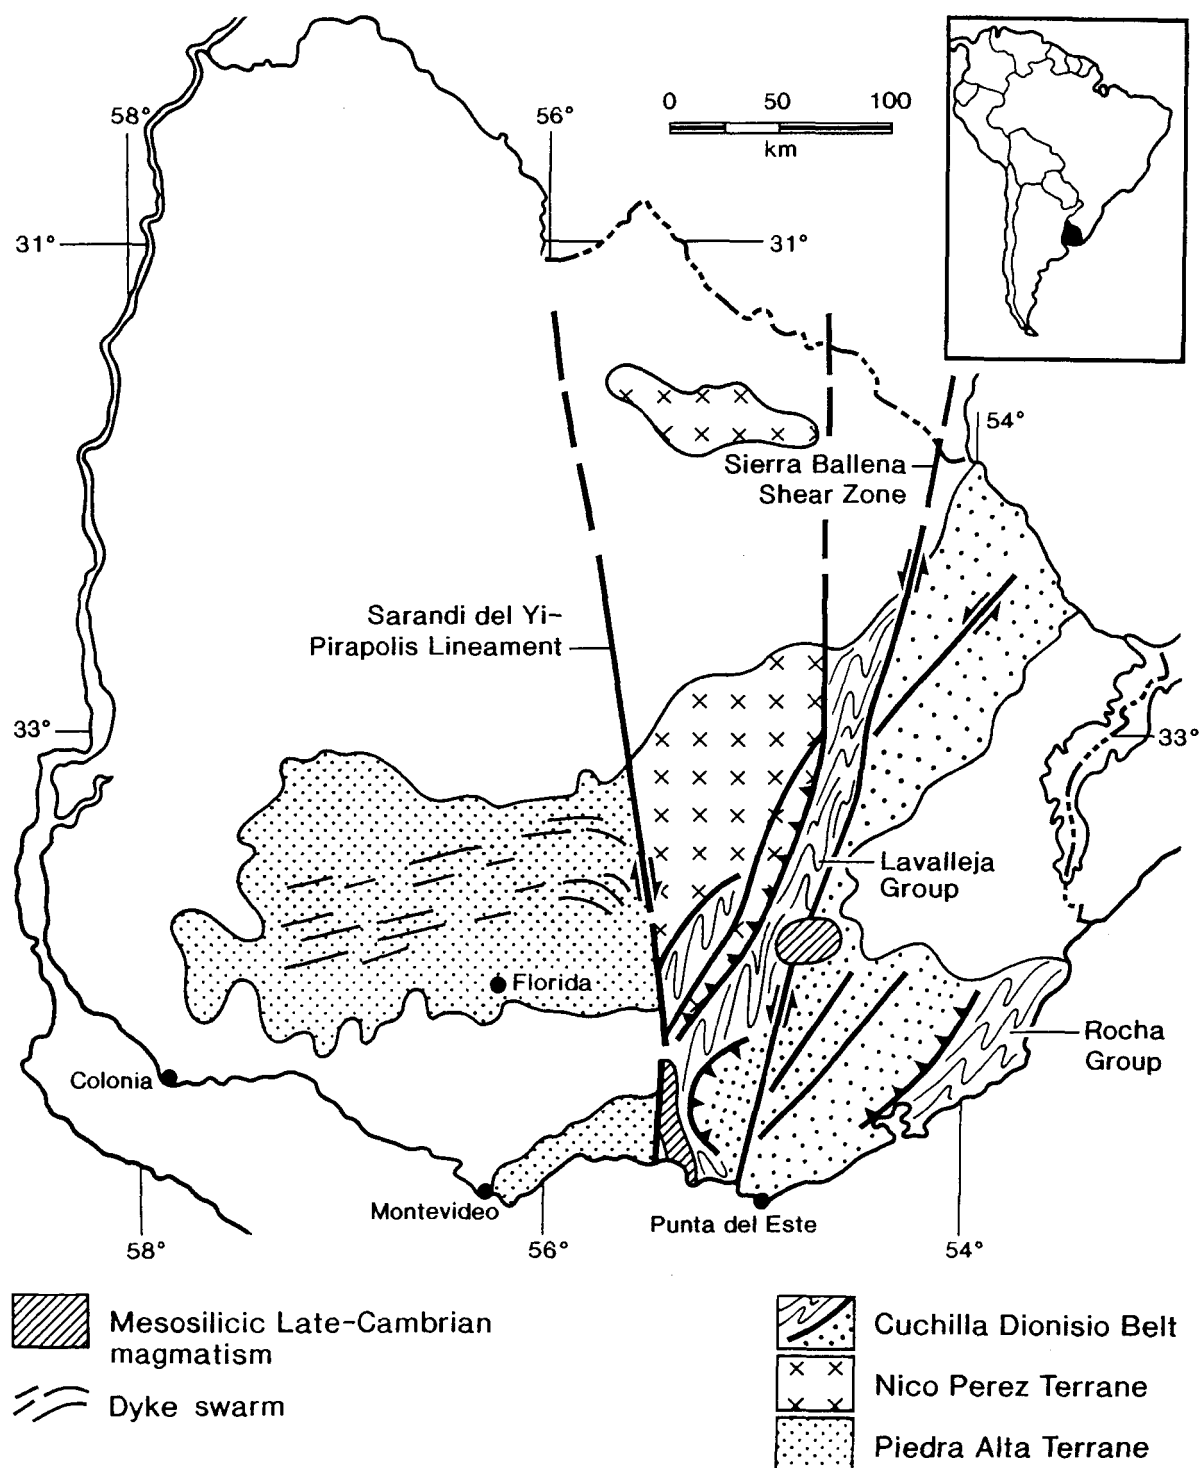 0 50 100
km
58°
56°
31°
31°
54°
Sierra Ballena
Shear Zone
Sarandi del Yi-
Pirapolis Lineament
33°
33°
Lavalleja
Group
Florida
Rocha
Group
Colonia
Montevideo
Punta del Este
58°
56°
54°
Mesosilicic Late-Cambrian
magmatism
Dyke swarm
Cuchilla Dionisio Belt
Nico Perez Terrane
Piedra Alta Terrane